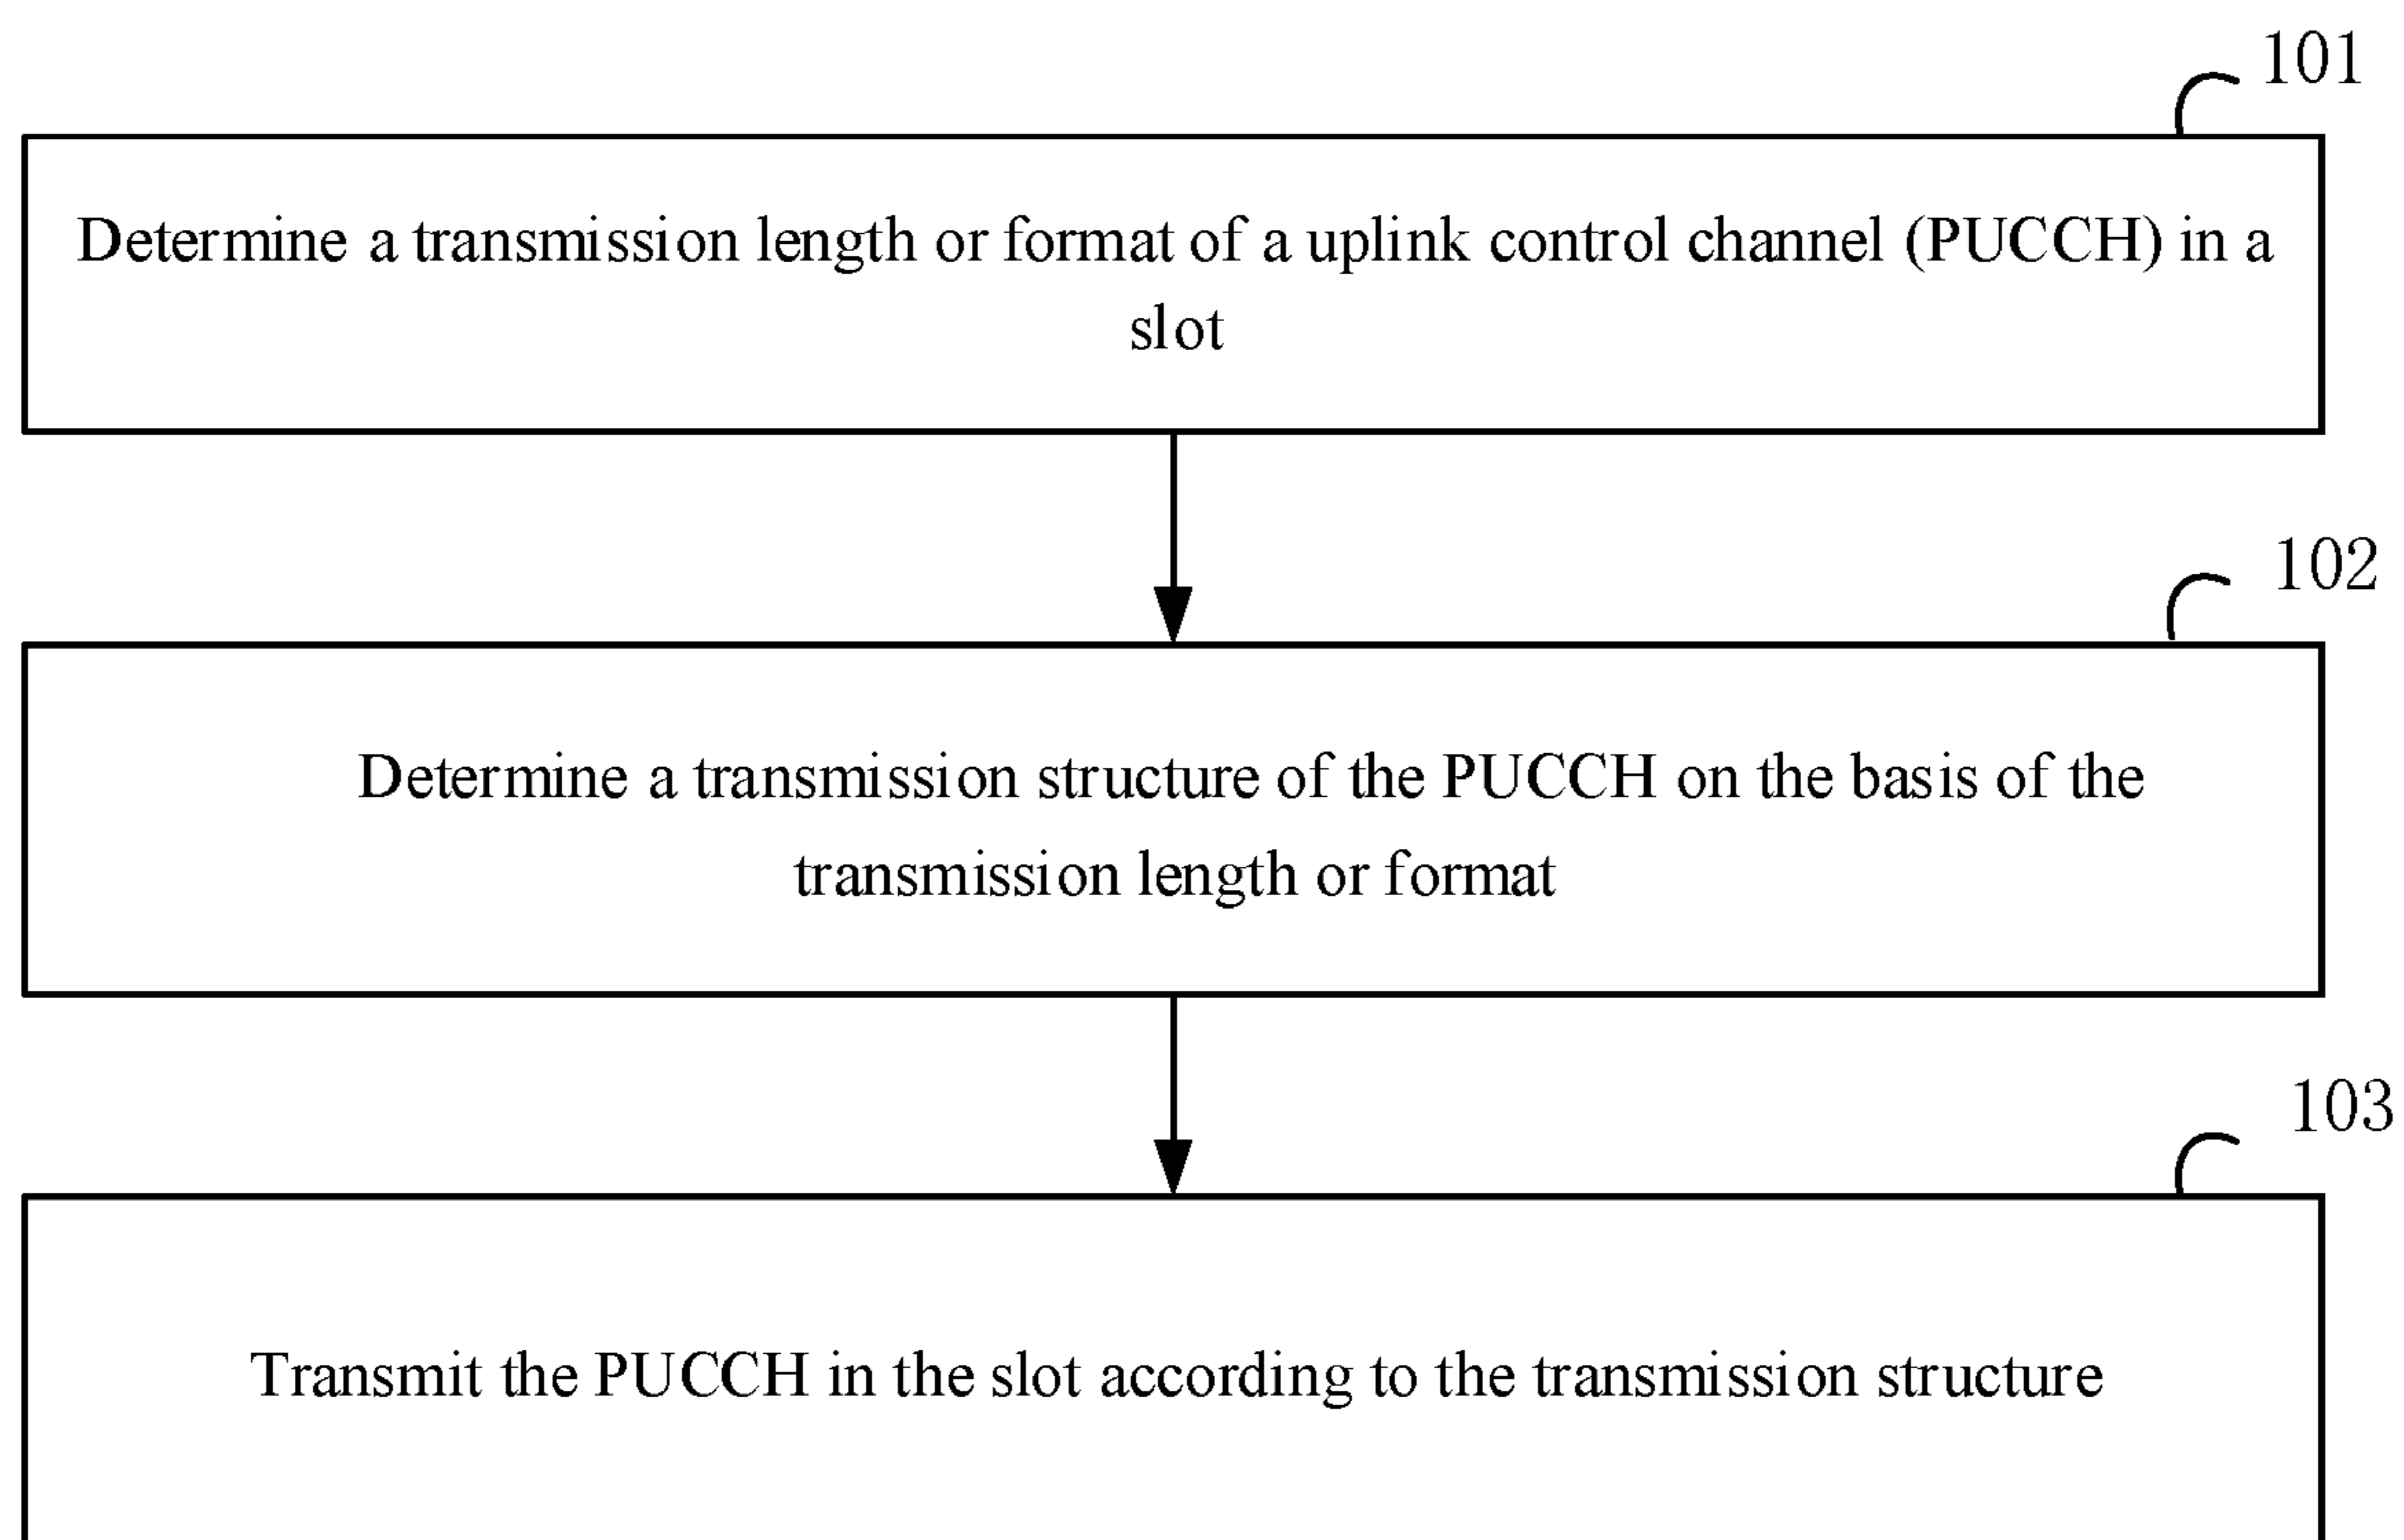 101
Determine a transmission length or format of a uplink control channel (PUCCH) in a
slot
102
Determine a transmission structure of the PUCCH on the basis of the
transmission length or format
103
Transmit the PUCCH in the slot according to the transmission structure